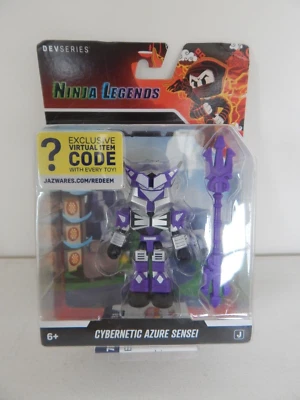 DEVSERIES
NINJA LEGENDS
?
EXCLUSIVE
VIRTUAL ITEM
CODE
WITH EVERY TOY!
JAZWARES.COM/REDEEM
CYBERNETIC AZURE SENSEI
6+
J